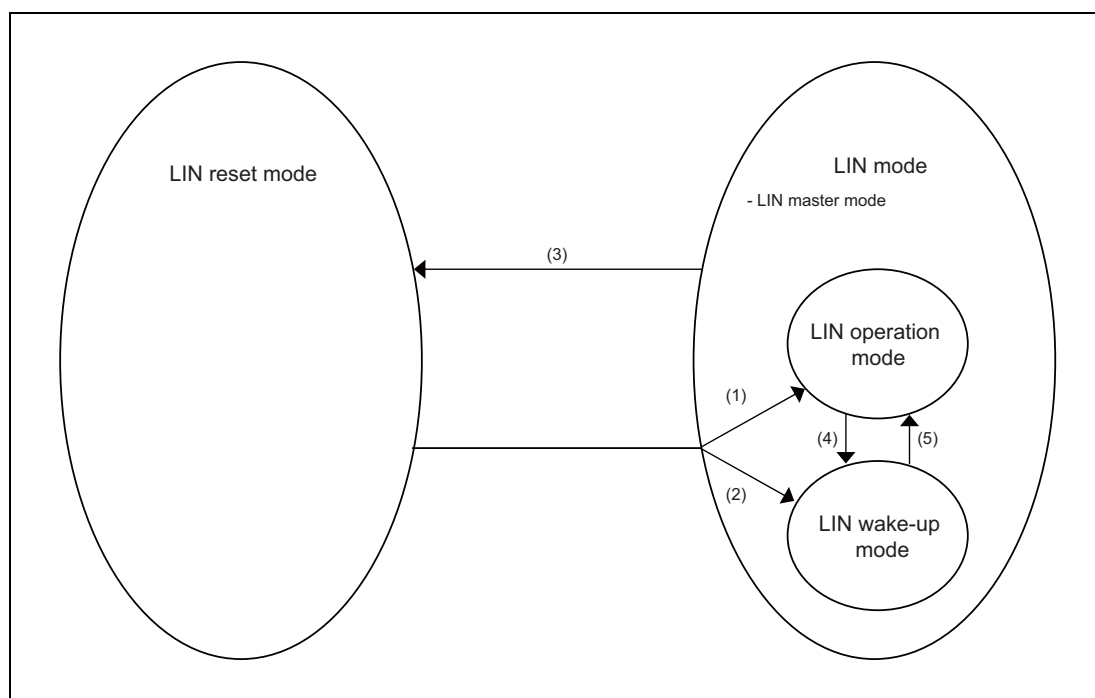 LIN reset mode
LIN mode
- LIN master mode
(3)
LIN operation
mode
(1)
(4)
(5)
(2)
LIN wake-up
mode